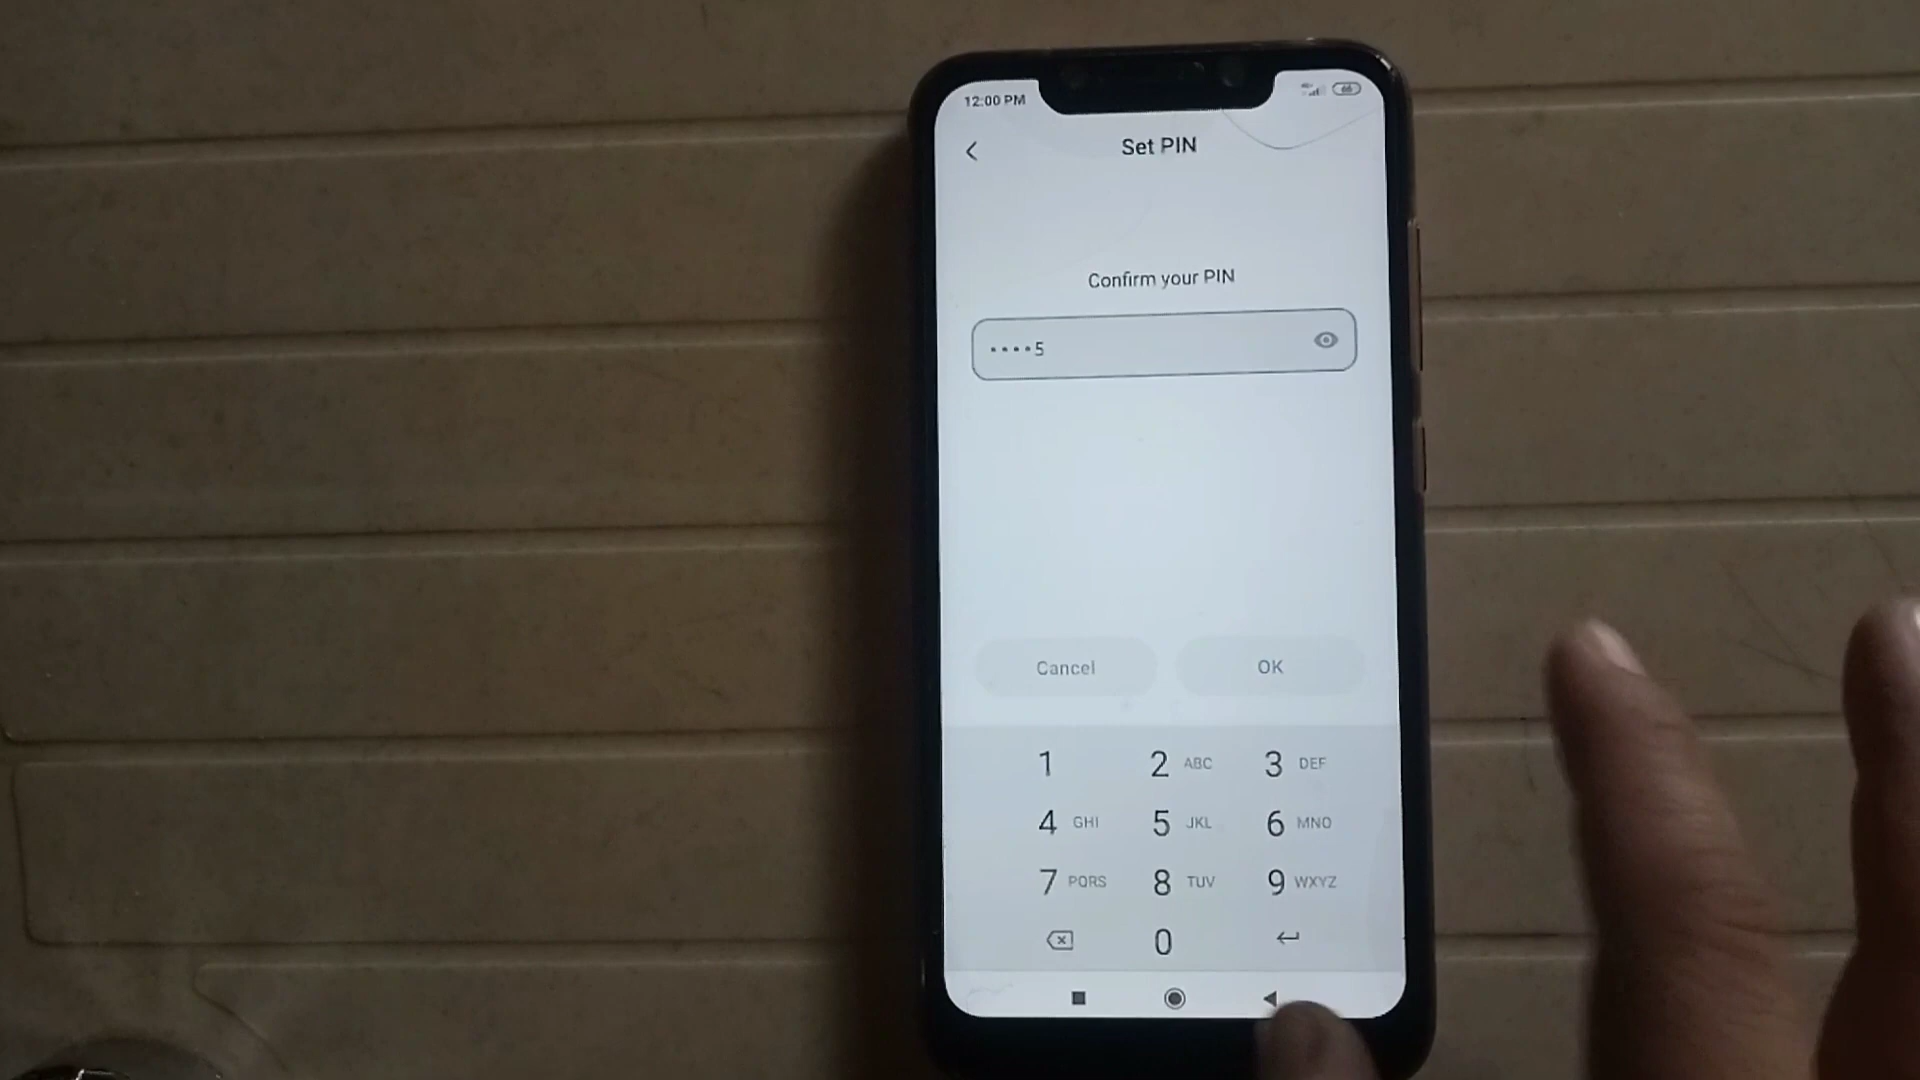 12:00 PM
Set PIN
Confirm your PIN
••••5
Cancel OK
1 2 ABC 3 DEF
4 GHI 5 JKL 6 MNO
7 PQRS 8 TUV 9 WXYZ
0